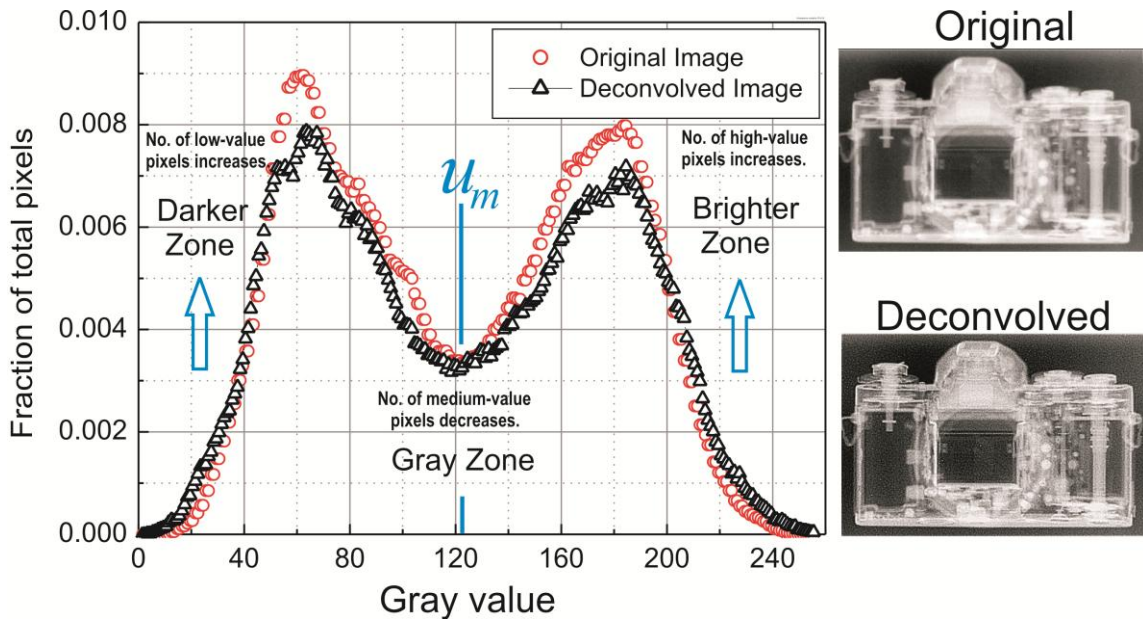 0.010
0.008
0.006
0.004
0.002
0.000
Fraction of total pixels
Original Image
Deconvolved Image
No. of low-value
pixels increases.
Darker
Zone
u_m
No. of high-value
pixels increases.
Brighter
Zone
No. of medium-value
pixels decreases.
Gray Zone
0 40 80 120 160 200 240
Gray value
Original
Deconvolved